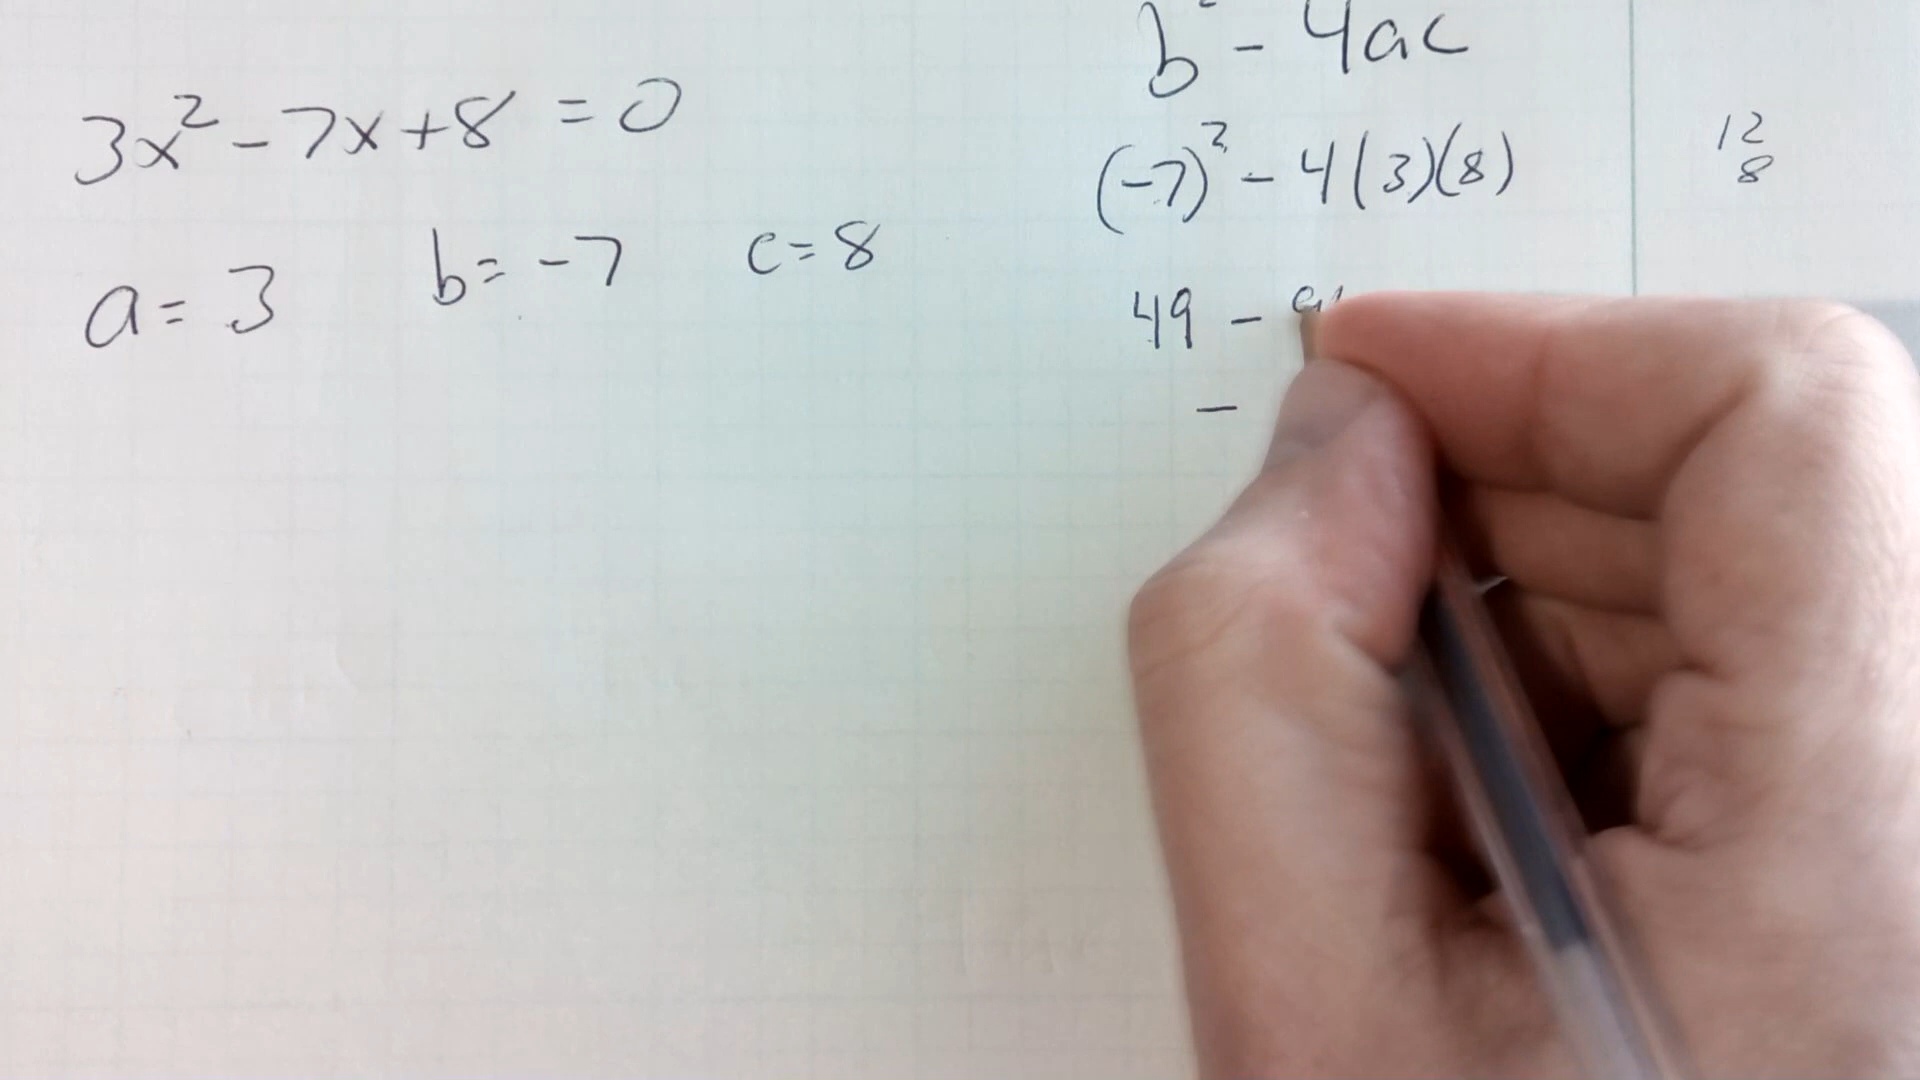 3x² - 7x + 8 = 0
a = 3 b = -7 c = 8
b² - 4ac
(-7)² - 4(3)(8)
49 -
-
12
8